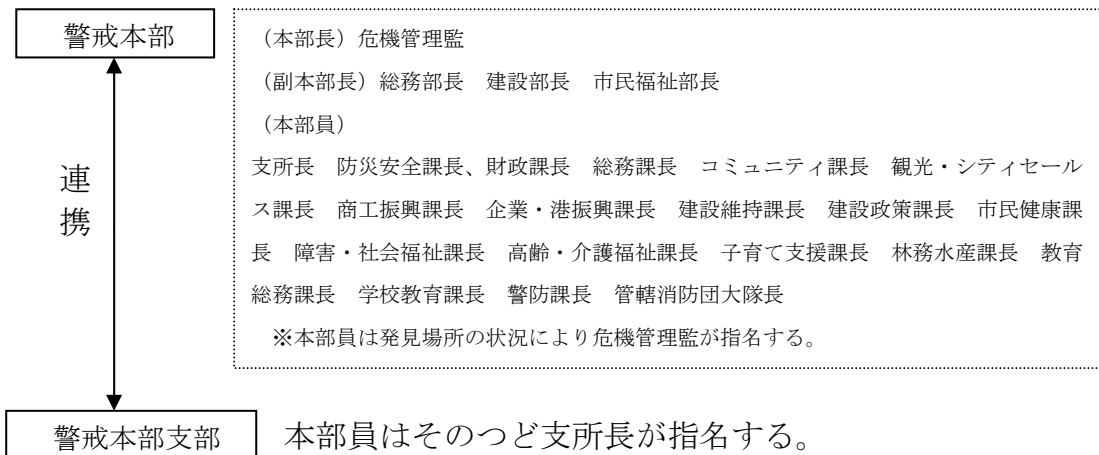 警戒本部
（本部長）危機管理監
（副本部長）総務部長　建設部長　市民福祉部長
（本部員）
支所長　防災安全課長、財政課長　総務課長　コミュニティ課長　観光・シティセール
ス課長　商工振興課長　企業・港振興課長　建設維持課長　建設政策課長　市民健康課
長　障害・社会福祉課長　高齢・介護福祉課長　子育て支援課長　林務水産課長　教育
総務課長　学校教育課長　警防課長　管轄消防団大隊長
※本部員は発見場所の状況により危機管理監が指名する。
連携
警戒本部支部
本部員はそのつど支所長が指名する。